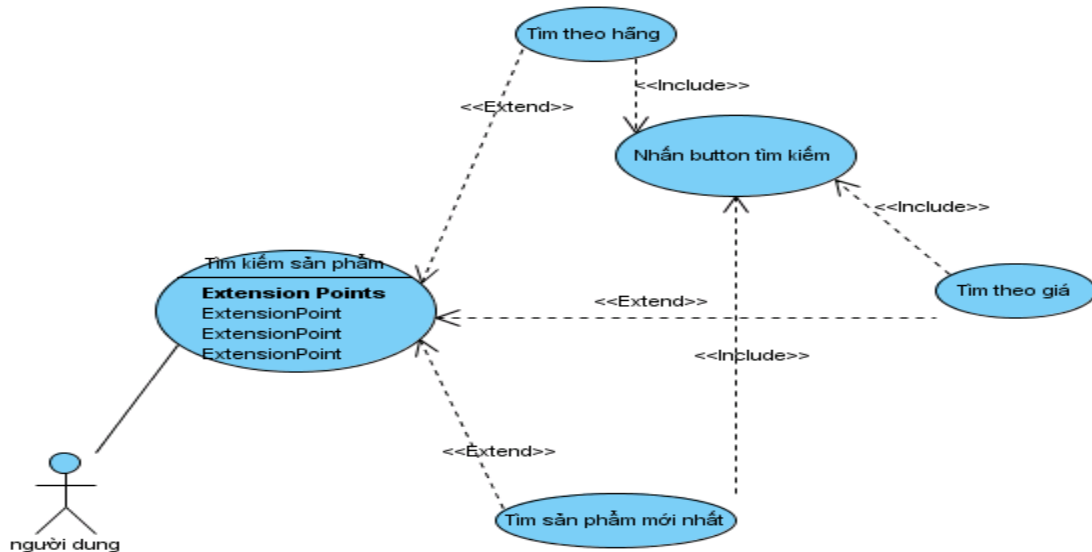 Tìm theo hãng
<<Include>>
<<Extend>>
Nhấn button tìm kiếm
<<Include>>
Tìm kiếm sản phẩm
Extension Points
ExtensionPoint
ExtensionPoint
ExtensionPoint
Tìm theo giá
<<Extend>>
<<Include>>
<<Extend>>
Tìm sản phẩm mới nhất
người dung